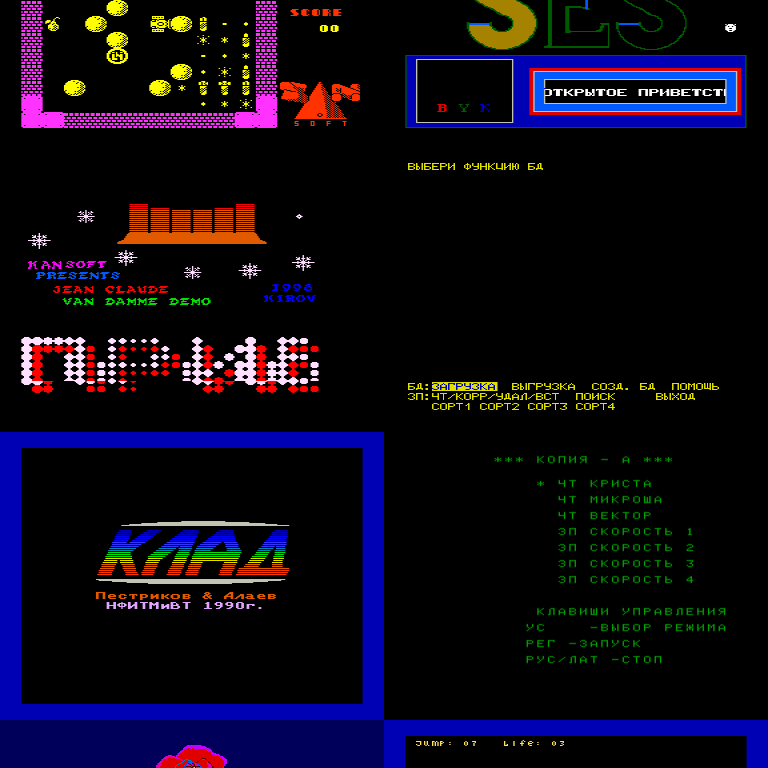 SCORE
00
SOFT
SES
B Y K
ОТКРЫТОЕ ПРИВЕТСТ
ВЫБЕРИ ФУНКЦИЮ БД
KANSOFT
PRESENTS
JEAN CLAUDE
VAN DAMME DEMO
1996
KIROV
БД:ЗАГРУЗКА ВЫГРУЗКА СОЗД. БД ПОМОЩЬ
ЗП:ЧТ/КОРР/УДАЛ/ВСТ ПОИСК ВЫХОД
СОРТ1 СОРТ2 СОРТ3 СОРТ4
КЛАД
Пестриков & Алаев
НФИТМиВТ 1990г.
*** КОПИЯ - А ***
* ЧТ КРИСТА
ЧТ МИКРОША
ЧТ ВЕКТОР
ЗП СКОРОСТЬ 1
ЗП СКОРОСТЬ 2
ЗП СКОРОСТЬ 3
ЗП СКОРОСТЬ 4
КЛАВИШИ УПРАВЛЕНИЯ
УС -ВЫБОР РЕЖИМА
РЕГ -ЗАПУСК
РУС/ЛАТ -СТОП
Jump: 07 Life: 03